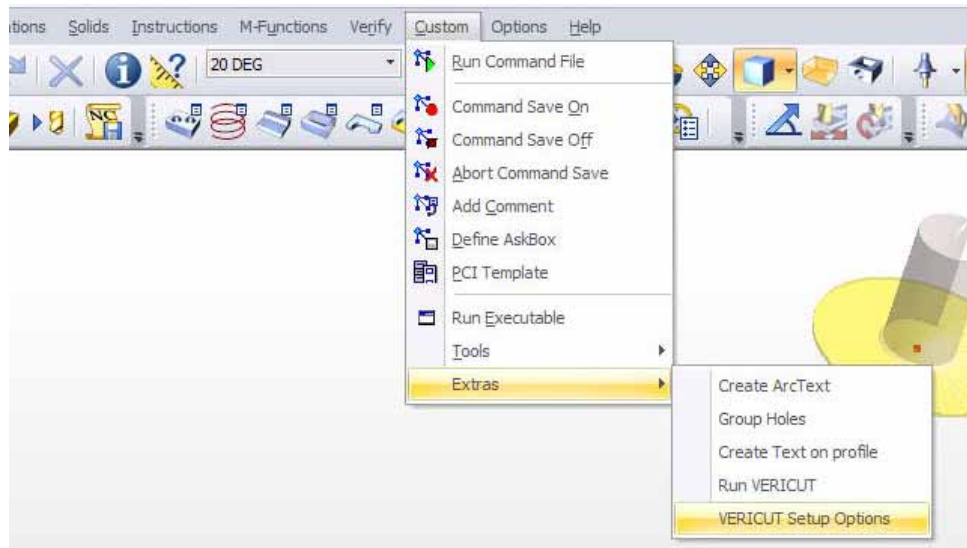 tions Solids Instructions M-Functions Verify Custom Options Help
20 DEG
NC
Run Command File
Command Save On
Command Save Off
Abort Command Save
Add Comment
Define AskBox
PCI Template
Run Executable
Tools
Extras
Create ArcText
Group Holes
Create Text on profile
Run VERICUT
VERICUT Setup Options